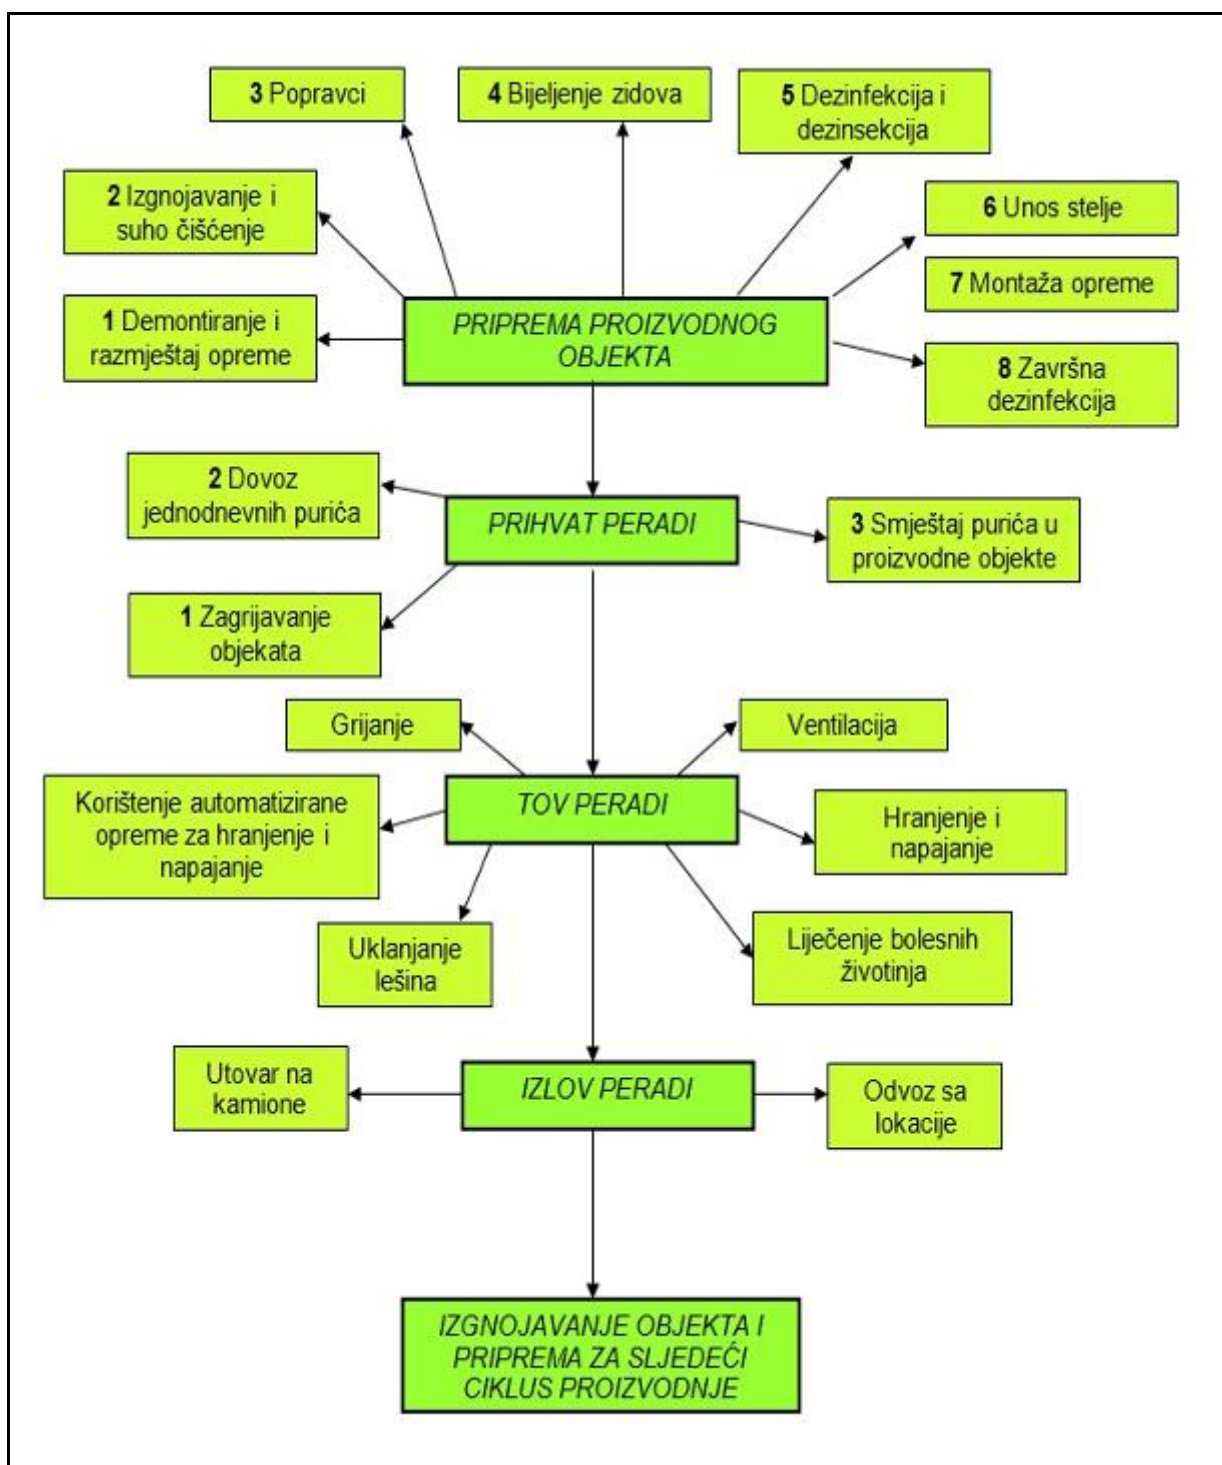 3 Popravci
4 Bijeljenje zidova
5 Dezinfekcija i
dezinsekcija
2 Izgnojavanje i
suho čišćenje
6 Unos stelje
7 Montaža opreme
1 Demontiranje i
razmještaj opreme
PRIPREMA PROIZVODNOG
OBJEKTA
8 Završna
dezinfekcija
2 Dovoz
jednodnevnih purića
PRIHVAT PERADI
3 Smještaj purića u
proizvodne objekte
1 Zagrijavanje
objekata
Grijanje
Ventilacija
Korištenje automatizirane
opreme za hranjenje i
napajanje
TOV PERADI
Hranjenje i
napajanje
Uklanjanje
lešina
Liječenje bolesnih
životinja
Utovar na
kamione
IZLOV PERADI
Odvoz sa
lokacije
IZGNOJAVANJE OBJEKTA I
PRIPREMA ZA SLJEDEĆI
CIKLUS PROIZVODNJE